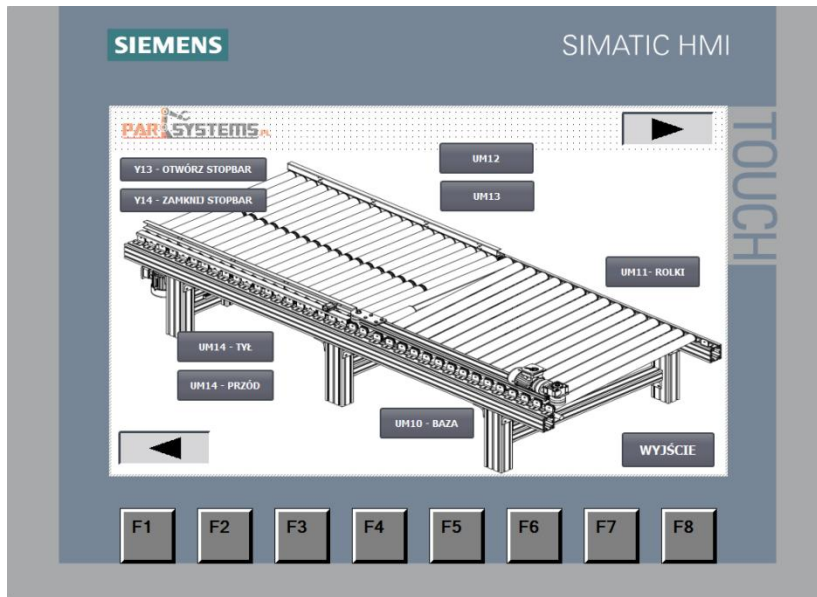 SIEMENS
SIMATIC HMI
TOUCH
PAR SYSTEMS.PL
Y13 - OTWÓRZ STOPBAR
Y14 - ZAMKNIJ STOPBAR
UM12
UM13
UM11- ROLKI
UM14 - TYŁ
UM14 - PRZÓD
UM10 - BAZA
WYJŚCIE
F1 F2 F3 F4 F5 F6 F7 F8